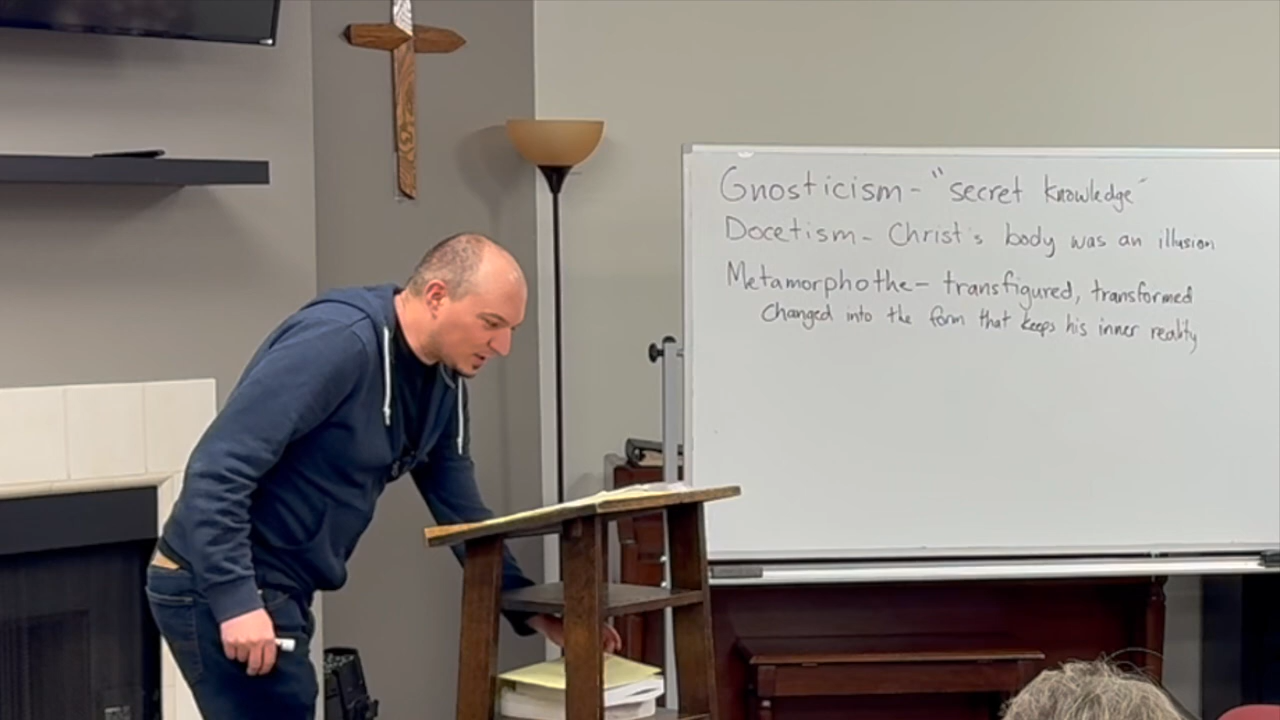 Gnosticism - "secret knowledge"
Docetism - Christ's body was an illusion
Metamorphothe - transfigured, transformed
Changed into the form that keeps his inner reality